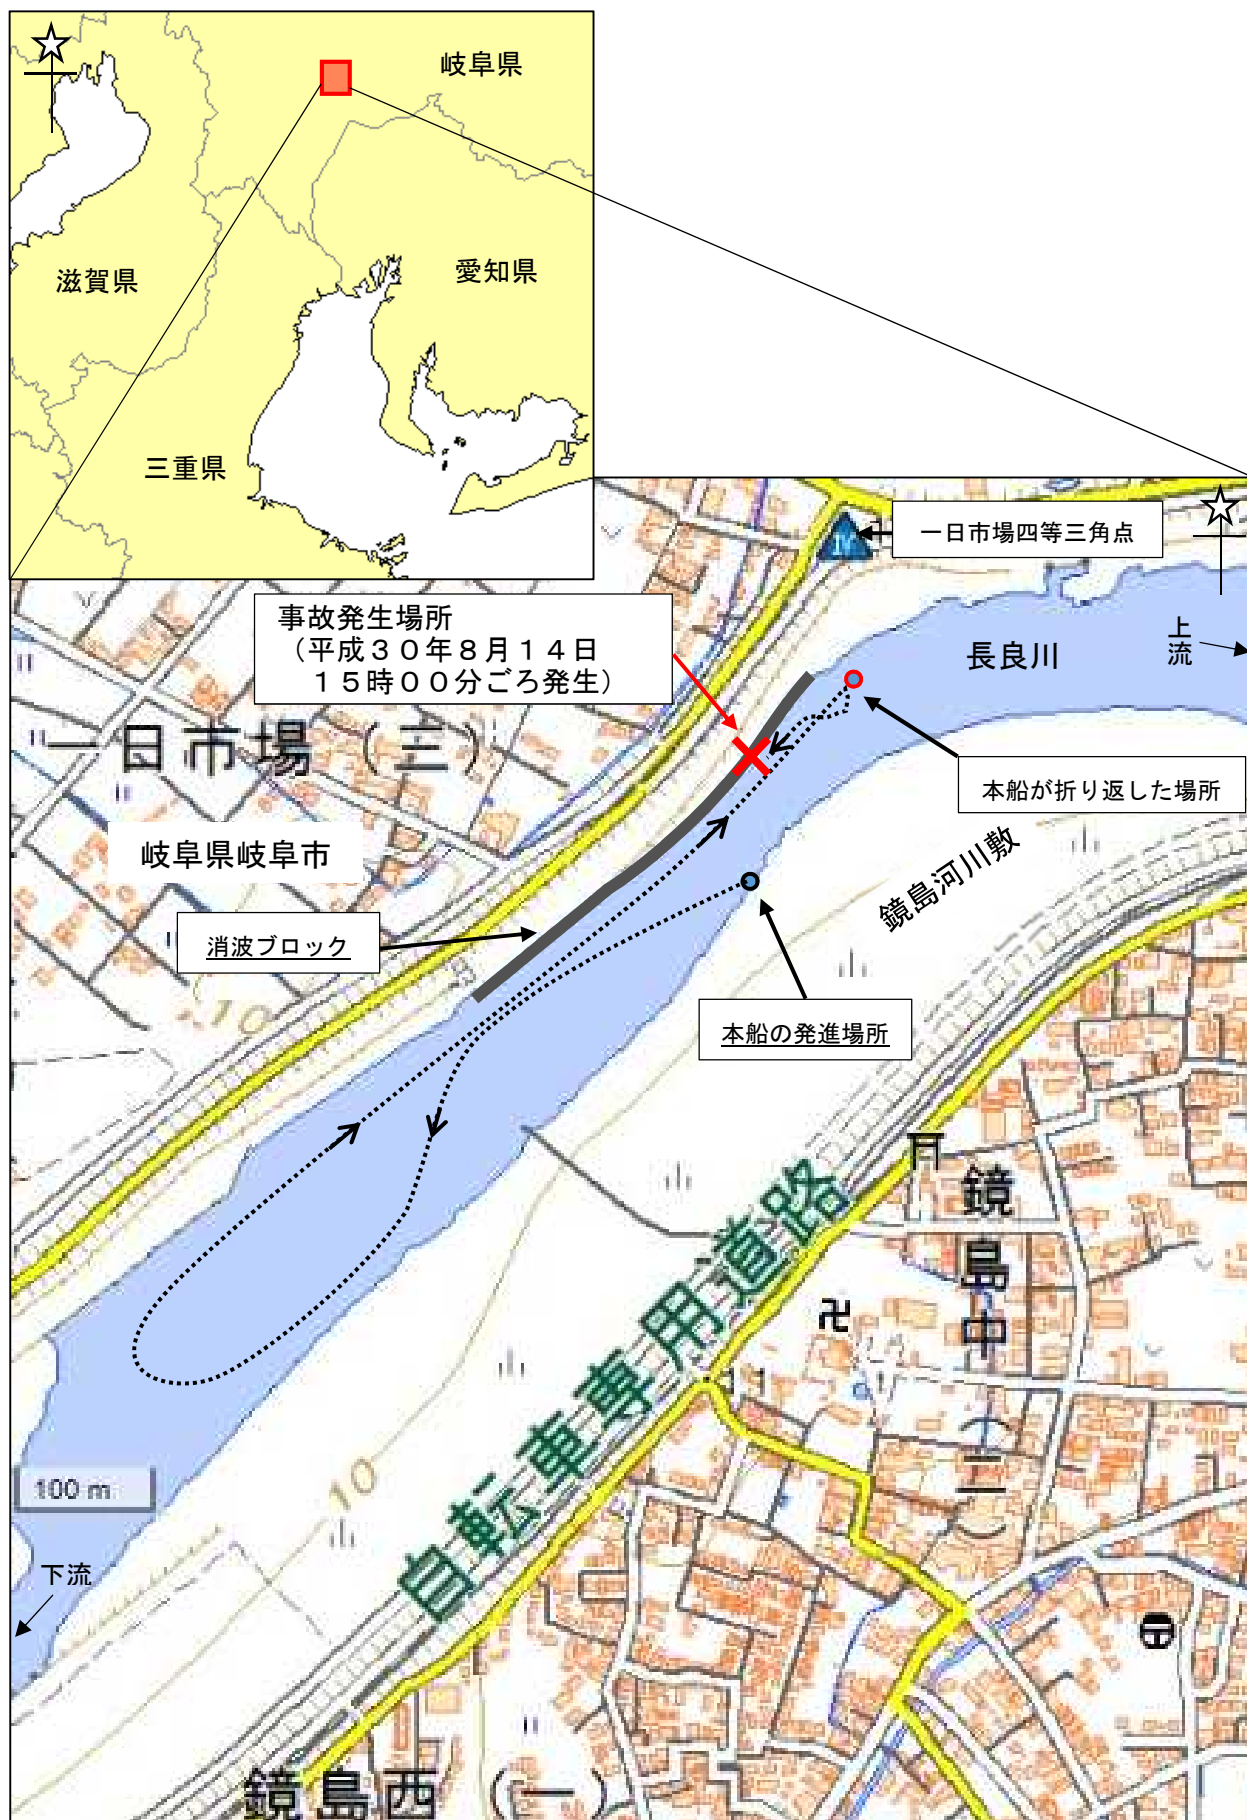 岐阜県
滋賀県
愛知県
三重県
一日市場四等三角点
事故発生場所
（平成３０年８月１４日
１５時００分ごろ発生）
長良川
上流
一日市場（三）
本船が折り返した場所
岐阜県岐阜市
鏡島河川敷
消波ブロック
10
本船の発進場所
鏡島中（二）
自転車専用道路
10
100 m
下流
鏡島西（一）